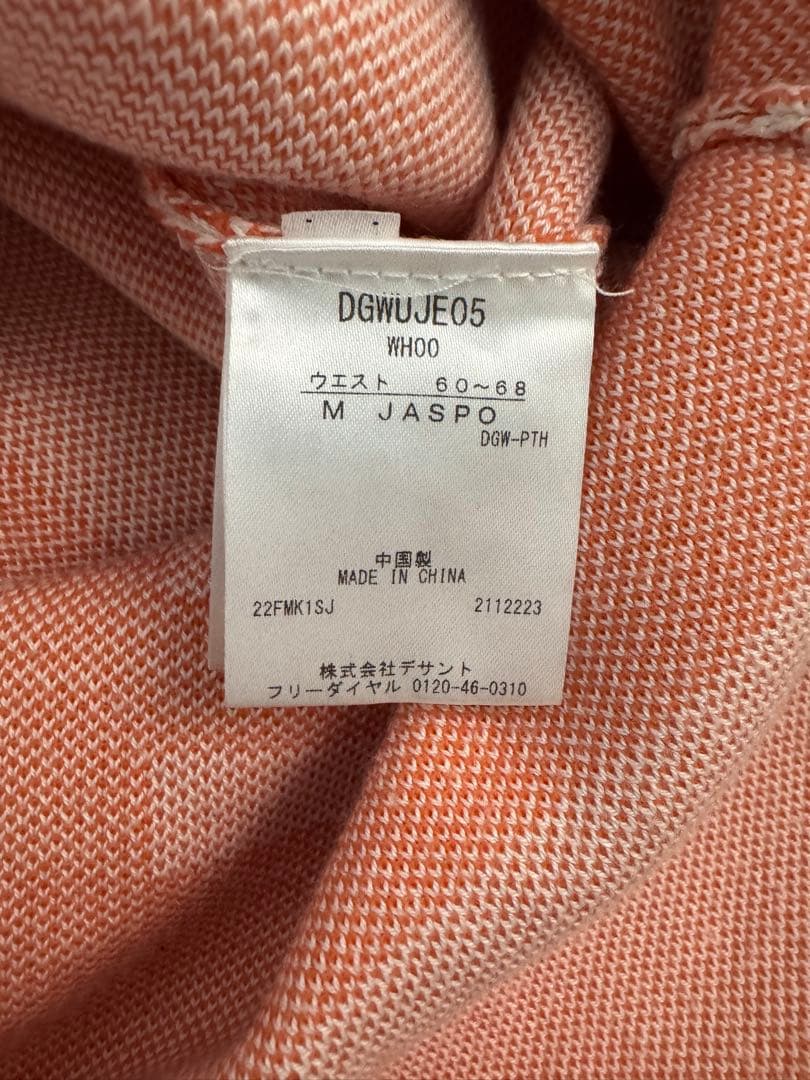 DGWUJE05
WH00
ウエスト 60〜68
M JASPO
DGW-PTH
中国製
MADE IN CHINA
22FMK1SJ 2112223
株式会社デサント
フリーダイヤル 0120-46-0310